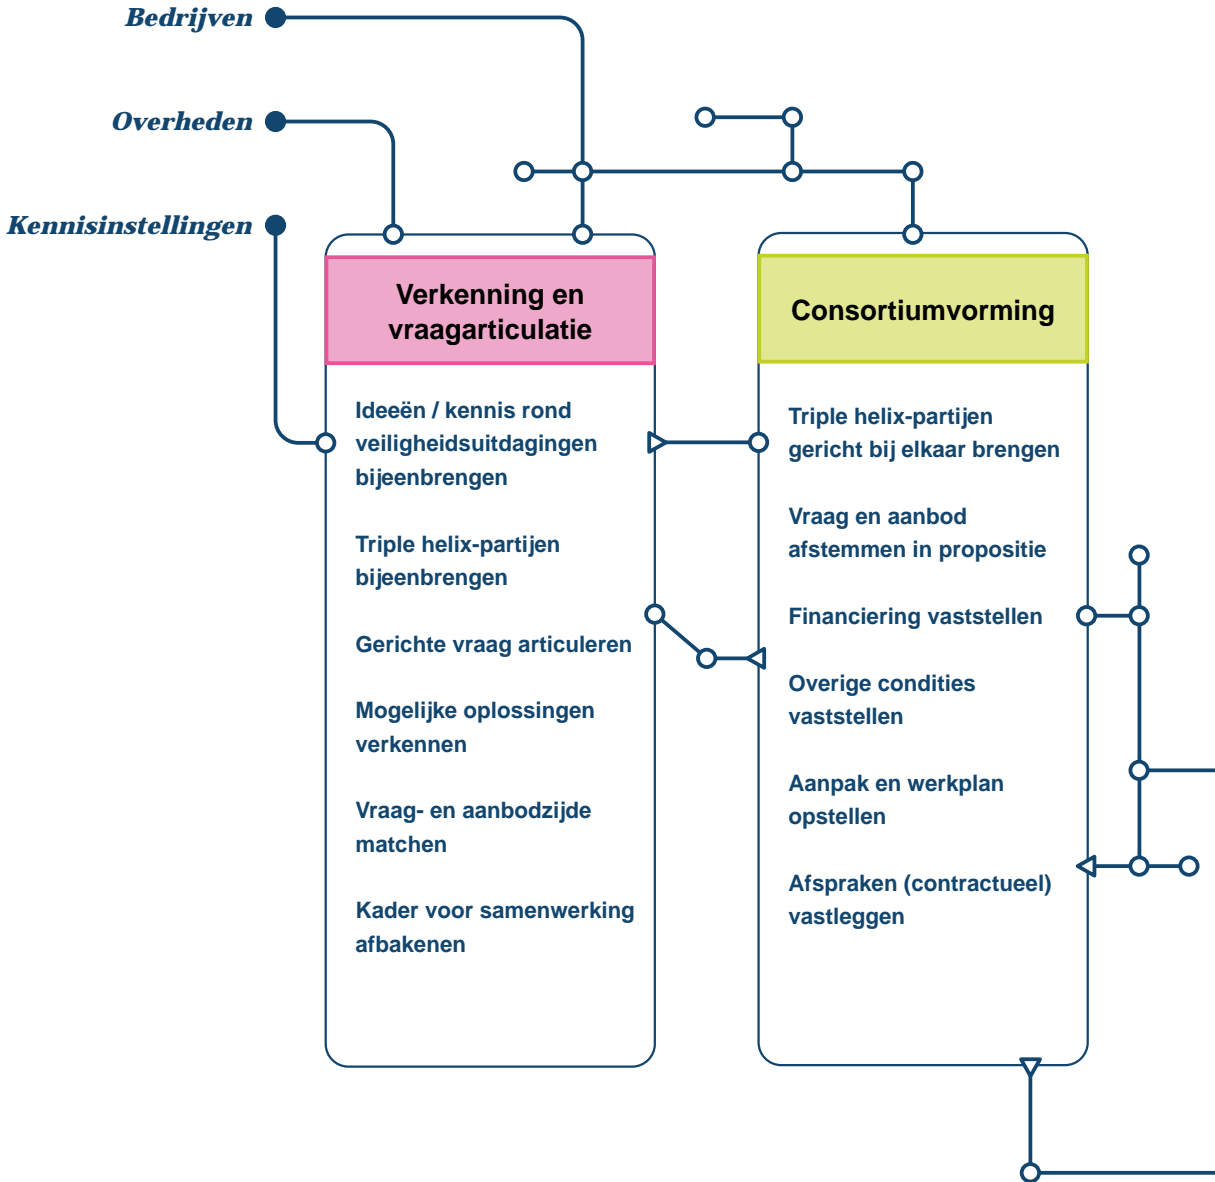 Bedrijven
Overheden
Kennisinstellingen
Verkenning en
vraagarticulatie
Ideeën / kennis rond
veiligheidsuitdagingen
bijeenbrengen
Triple helix-partijen
bijeenbrengen
Gerichte vraag articuleren
Mogelijke oplossingen
verkennen
Vraag- en aanbodzijde
matchen
Kader voor samenwerking
afbakenen
Consortiumvorming
Triple helix-partijen
gericht bij elkaar brengen
Vraag en aanbod
afstemmen in propositie
Financiering vaststellen
Overige condities
vaststellen
Aanpak en werkplan
opstellen
Afspraken (contractueel)
vastleggen